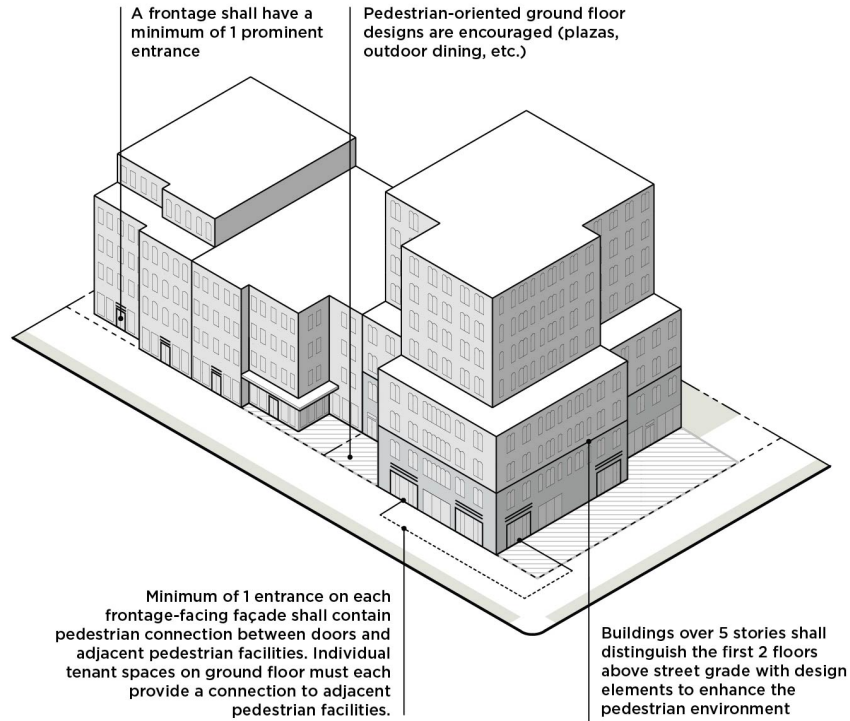 A frontage shall have a
minimum of 1 prominent
entrance
Pedestrian-oriented ground floor
designs are encouraged (plazas,
outdoor dining, etc.)
Minimum of 1 entrance on each
frontage-facing façade shall contain
pedestrian connection between doors and
adjacent pedestrian facilities. Individual
tenant spaces on ground floor must each
provide a connection to adjacent
pedestrian facilities.
Buildings over 5 stories shall
distinguish the first 2 floors
above street grade with design
elements to enhance the
pedestrian environment